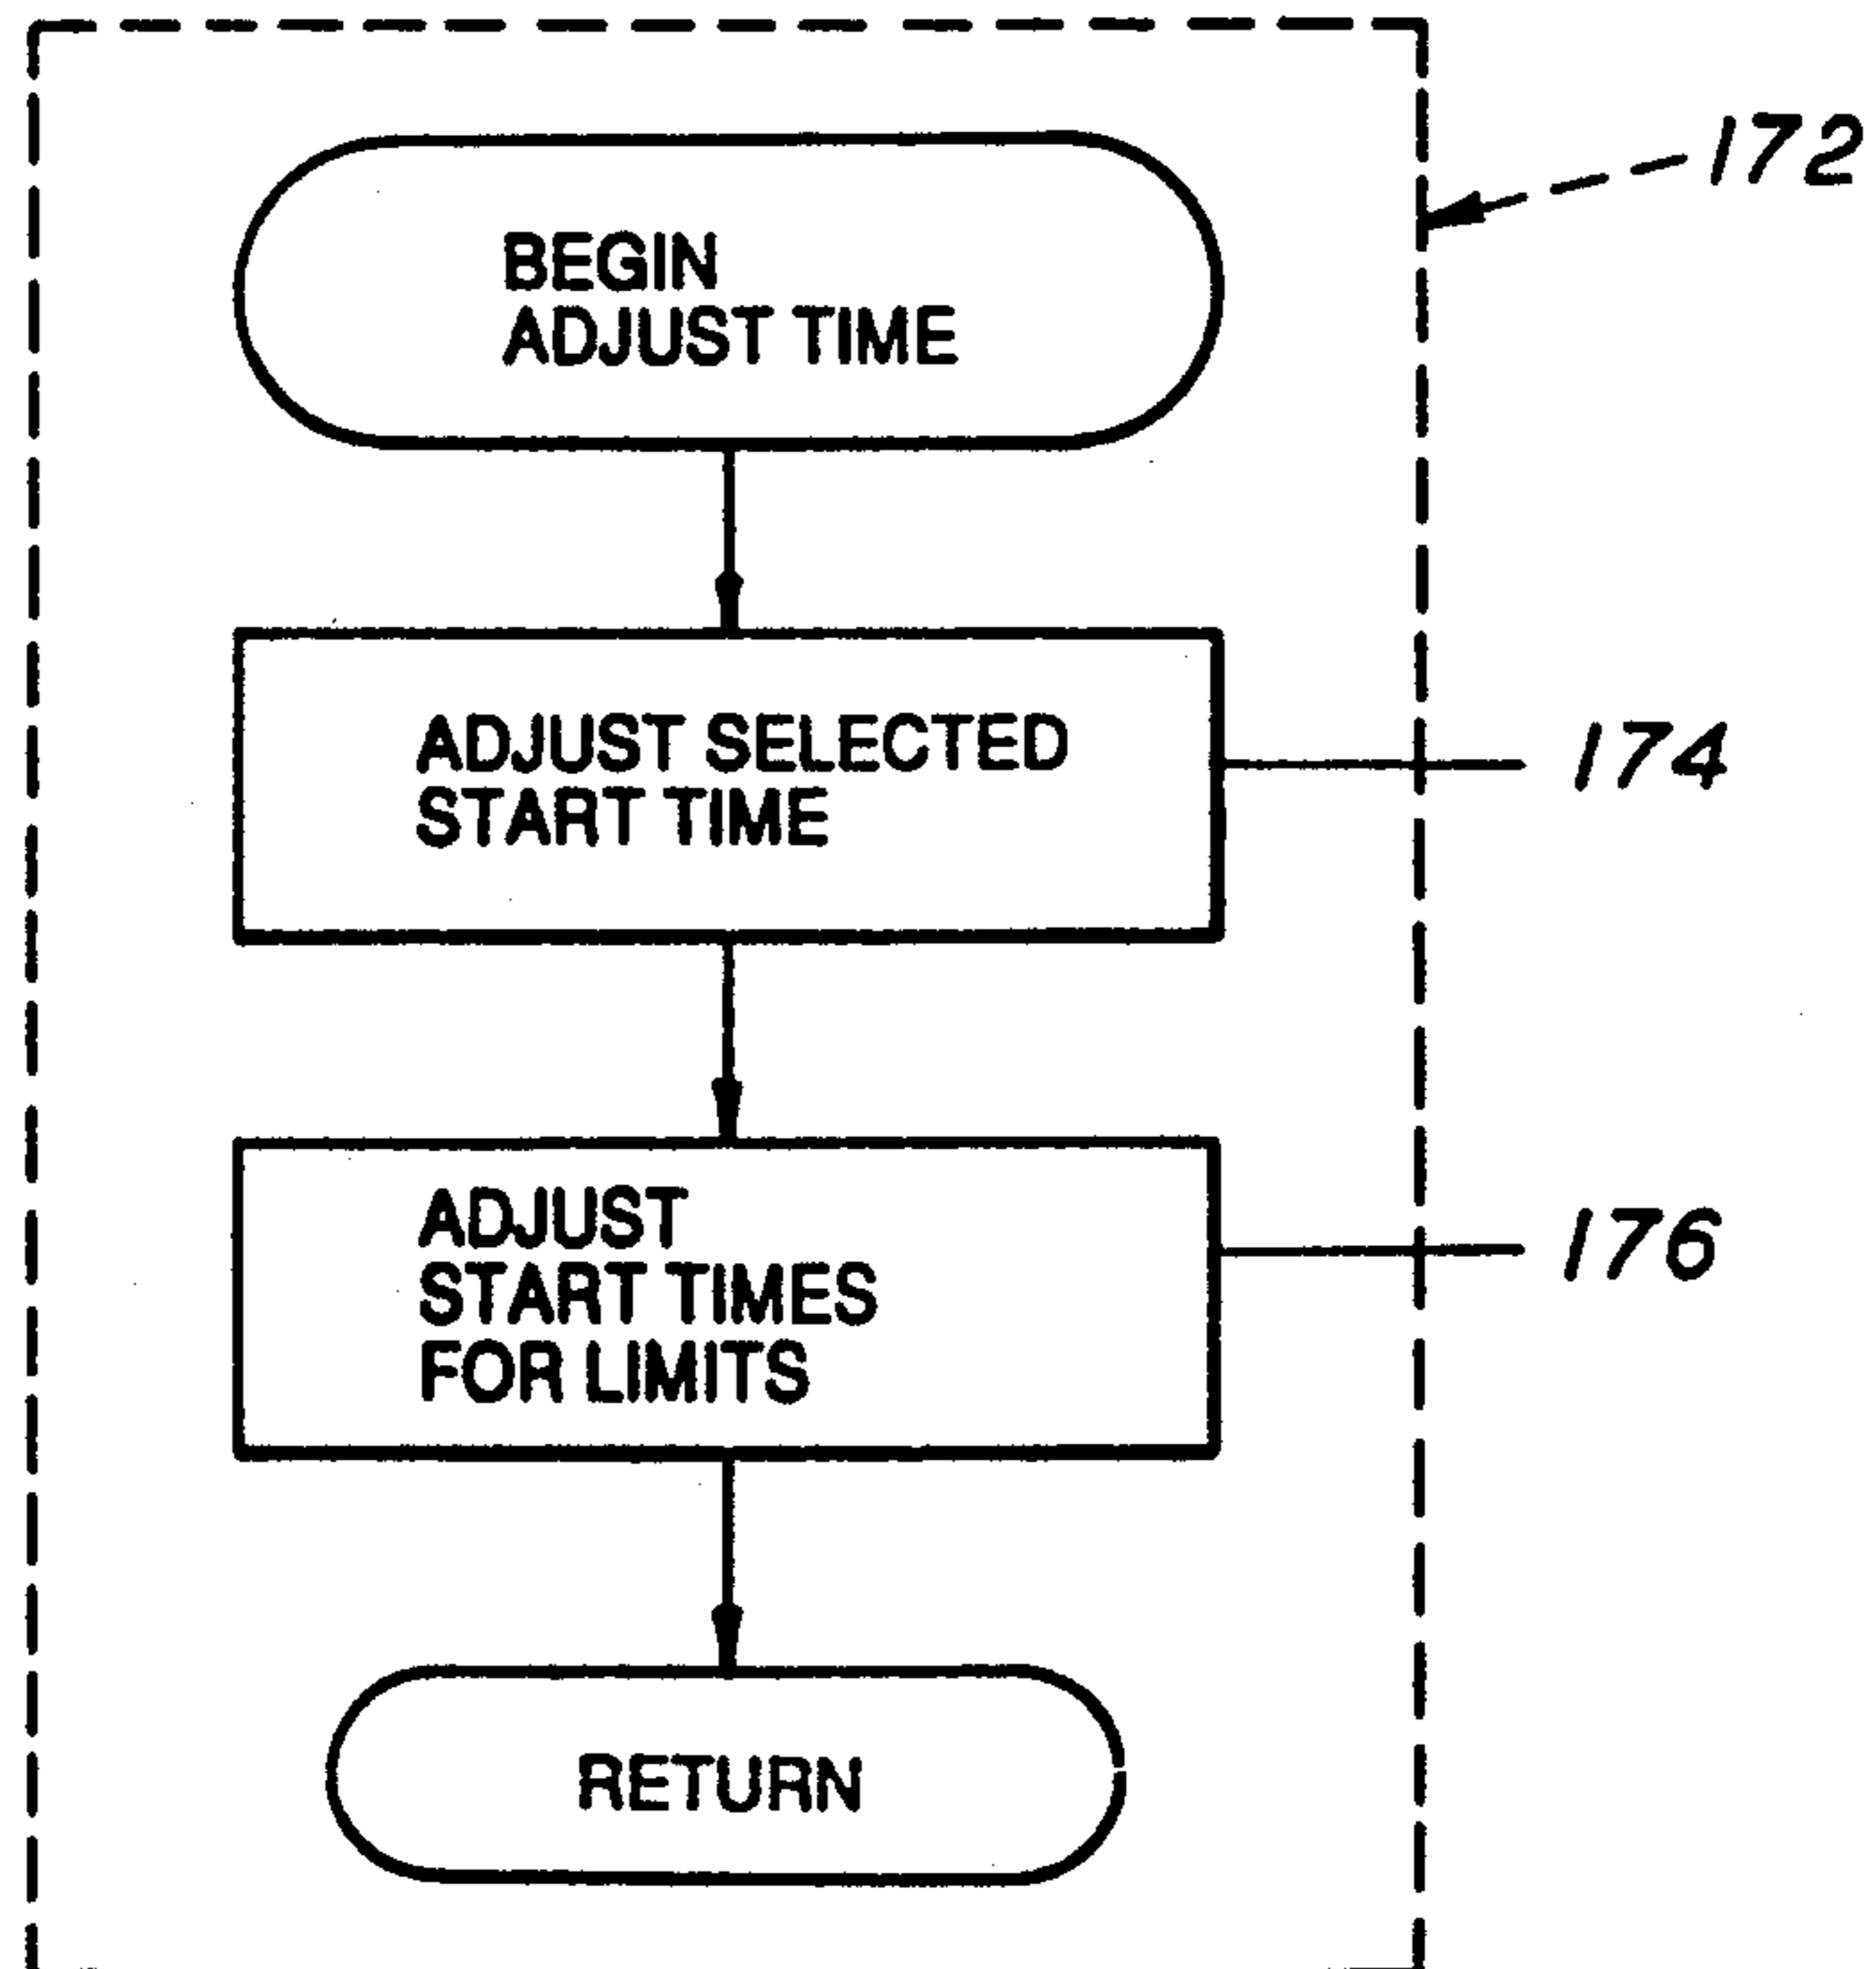 172
BEGIN
ADJUST TIME
ADJUST SELECTED
START TIME
174
ADJUST
START TIMES
FOR LIMITS
176
RETURN